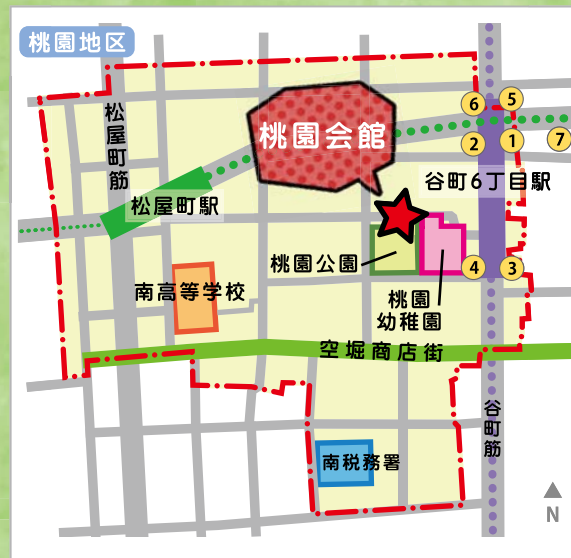 桃園地区
松屋町筋
桃園会館
6
5
2
1
7
谷町6丁目駅
松屋町駅
桃園公園
4
3
南高等学校
桃園
幼稚園
空堀商店街
谷町筋
南税務署
N